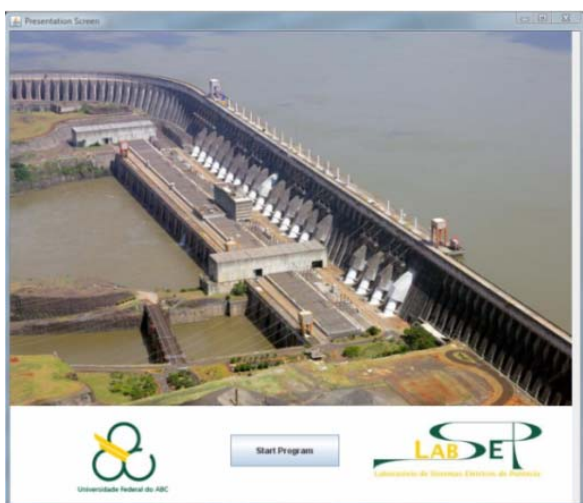 Presentation Screen
Start Program
Universidade Federal do ABC
LABSEP
Laboratório de Sistemas Elétricos de Potência